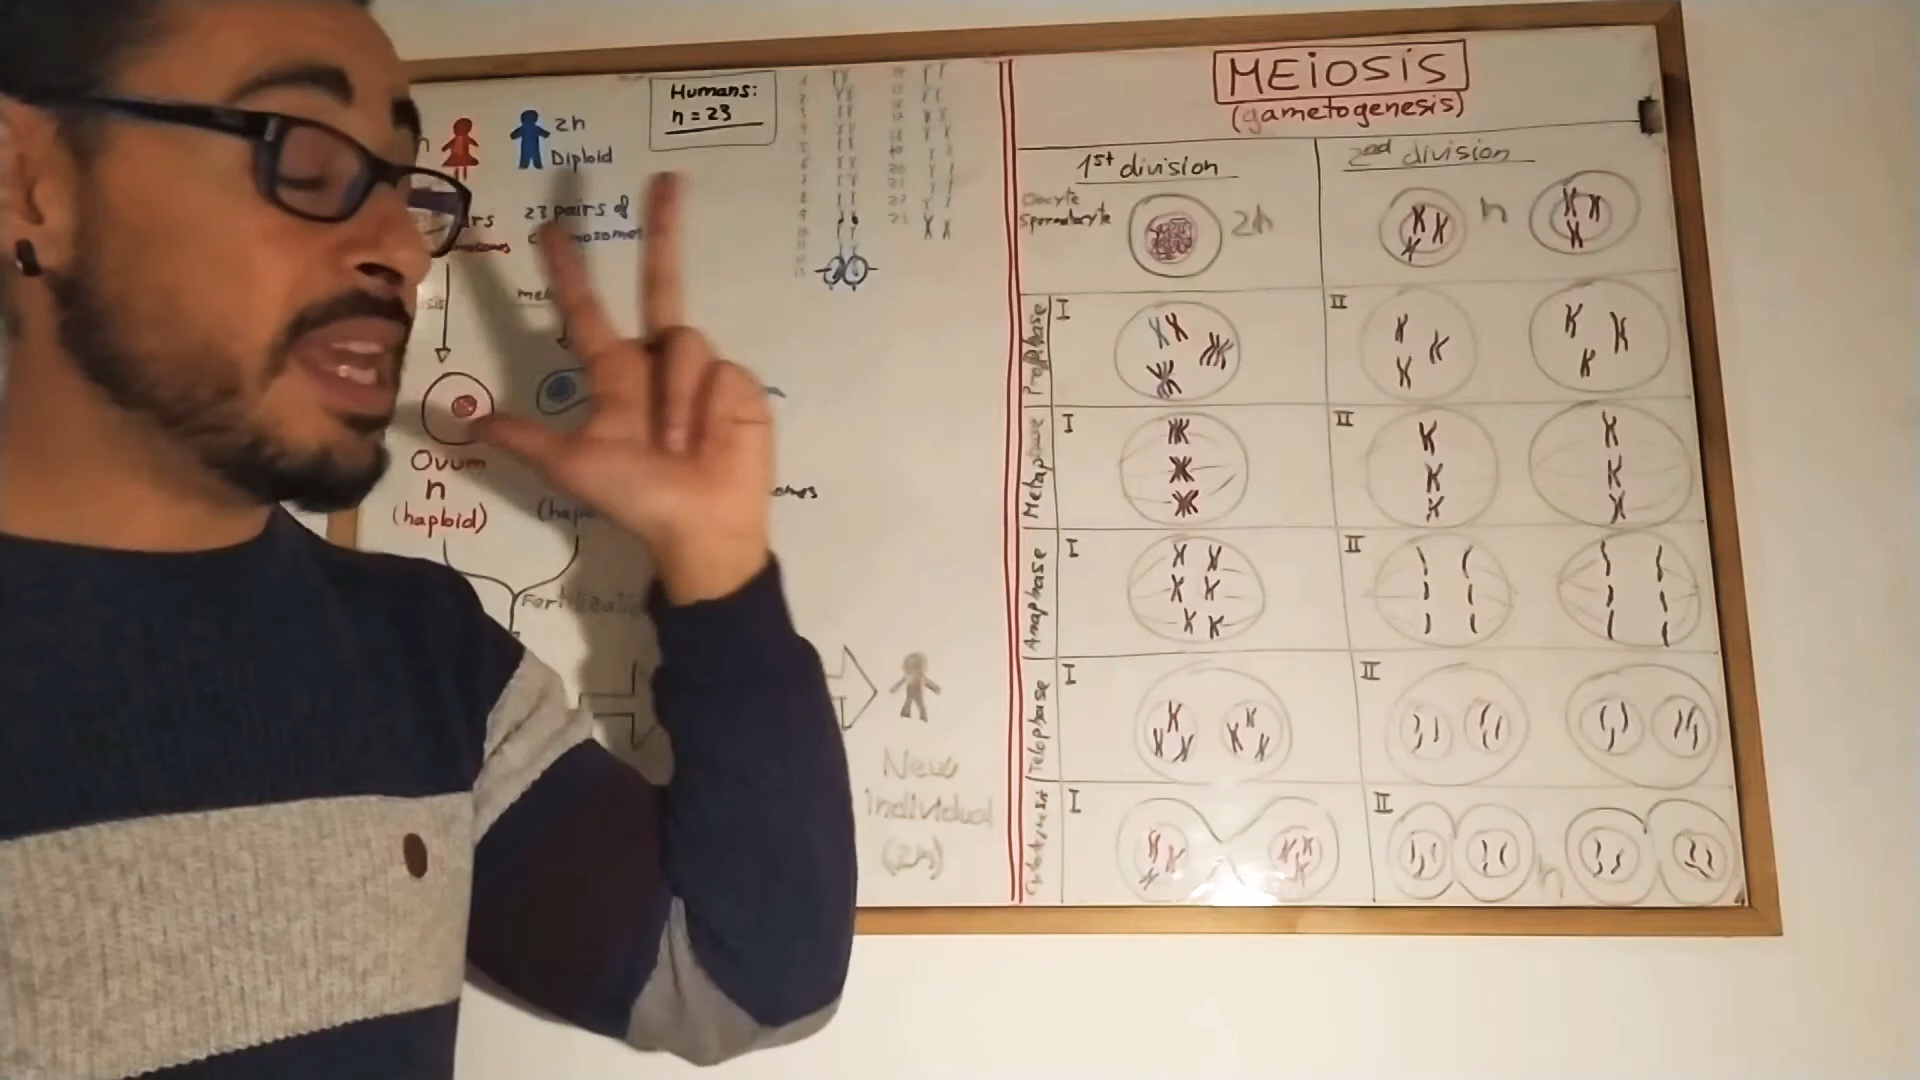 Humans:
n = 23
2n
Diploid
23 pairs of
Ovum
n
(haploid)
New
individual
(2n)
MEiOSiS
(gametogenesis)
1st division
2nd division
Oocyte
Spermatocyte
2n
n
Prophase
I
II
Metaphase
I
II
Anaphase
I
II
Telophase
I
II
I
II
n